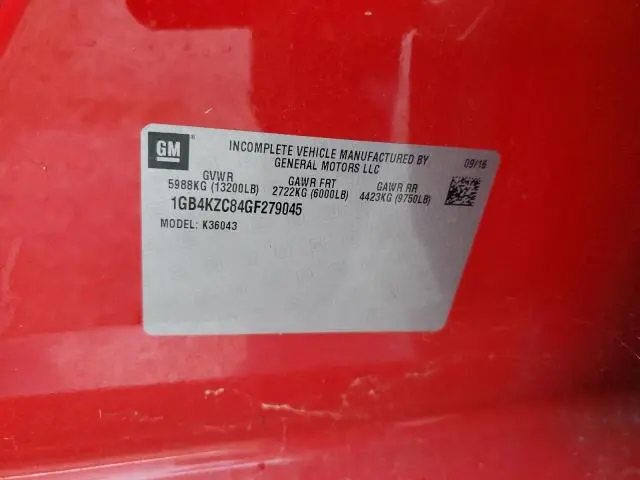 GM
INCOMPLETE VEHICLE MANUFACTURED BY
GENERAL MOTORS LLC
09/16
GVWR
5988KG (13200LB)
GAWR FRT
2722KG (6000LB)
GAWR RR
4423KG (9750LB)
1GB4KZC84GF279045
MODEL: K36043